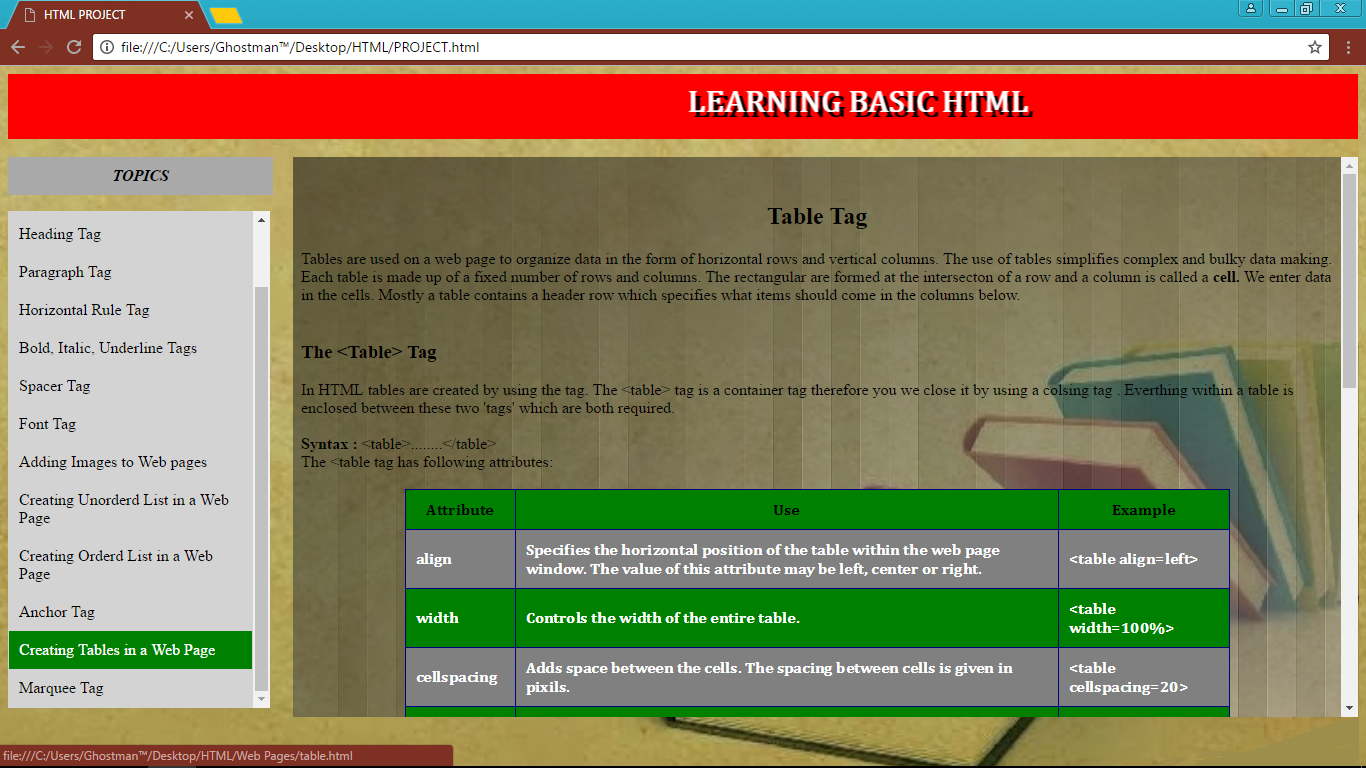 HTML PROJECT
file:///C:/Users/Ghostman™/Desktop/HTML/PROJECT.html
LEARNING BASIC HTML
TOPICS
Heading Tag
Paragraph Tag
Horizontal Rule Tag
Bold, Italic, Underline Tags
Spacer Tag
Font Tag
Adding Images to Web pages
Creating Unorderd List in a Web
Page
Creating Orderd List in a Web
Page
Anchor Tag
Creating Tables in a Web Page
Marquee Tag
Table Tag
Tables are used on a web page to organize data in the form of horizontal rows and vertical columns. The use of tables simplifies complex and bulky data making.
Each table is made up of a fixed number of rows and columns. The rectangular are formed at the intersecton of a row and a column is called a cell. We enter data
in the cells. Mostly a table contains a header row which specifies what items should come in the columns below.
The <Table> Tag
In HTML tables are created by using the tag. The <table> tag is a container tag therefore you we close it by using a colsing tag . Everthing within a table is
enclosed between these two 'tags' which are both required.
Syntax : <table>........</table>
The <table tag has following attributes:
Attribute Use Example
align Specifies the horizontal position of the table within the web page
window. The value of this attribute may be left, center or right. <table align=left>
width Controls the width of the entire table. <table
width=100%>
cellspacing Adds space between the cells. The spacing between cells is given in
pixils. <table
cellspacing=20>
file:///C:/Users/Ghostman™/Desktop/HTML/Web Pages/table.html